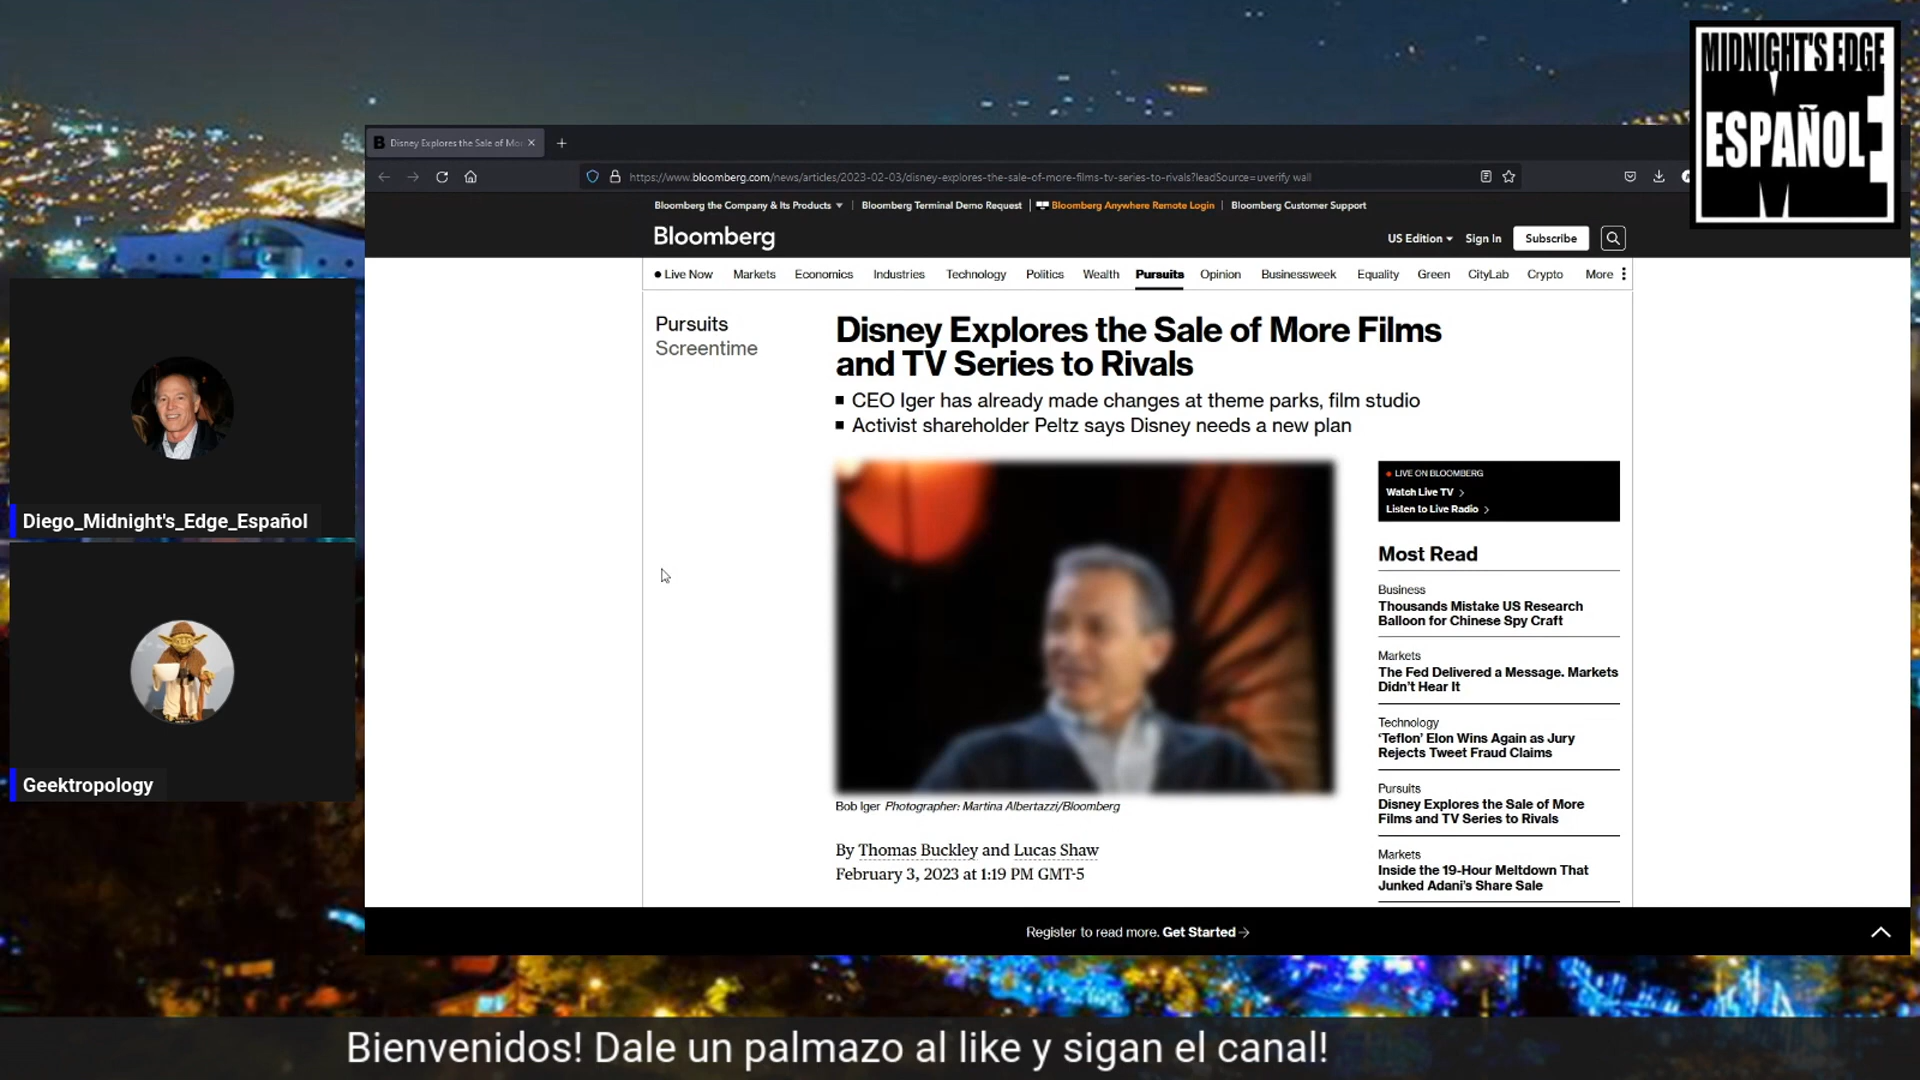 MIDNIGHT'S EDGE
ESPAÑOL
Disney Explores the Sale of Mo
https://www.bloomberg.com/news/articles/2023-02-03/disney-explores-the-sale-of-more-films-tv-series-to-rivals?leadSource=uverify wall
Bloomberg the Company & Its Products
Bloomberg Terminal Demo Request
Bloomberg Anywhere Remote Login
Bloomberg Customer Support
Bloomberg
US Edition
Sign In
Subscribe
Live Now
Markets
Economics
Industries
Technology
Politics
Wealth
Pursuits
Opinion
Businessweek
Equality
Green
CityLab
Crypto
More
Pursuits
Screentime
Disney Explores the Sale of More Films
and TV Series to Rivals
CEO Iger has already made changes at theme parks, film studio
Activist shareholder Peltz says Disney needs a new plan
Bob Iger Photographer: Martina Albertazzi/Bloomberg
By Thomas Buckley and Lucas Shaw
February 3, 2023 at 1:19 PM GMT-5
LIVE ON BLOOMBERG
Watch Live TV
Listen to Live Radio
Most Read
Business
Thousands Mistake US Research
Balloon for Chinese Spy Craft
Markets
The Fed Delivered a Message. Markets
Didn't Hear It
Technology
‘Teflon’ Elon Wins Again as Jury
Rejects Tweet Fraud Claims
Pursuits
Disney Explores the Sale of More
Films and TV Series to Rivals
Markets
Inside the 19-Hour Meltdown That
Junked Adani's Share Sale
Register to read more. Get Started
Diego_Midnight's_Edge_Español
Geektropology
Bienvenidos! Dale un palmazo al like y sigan el canal!